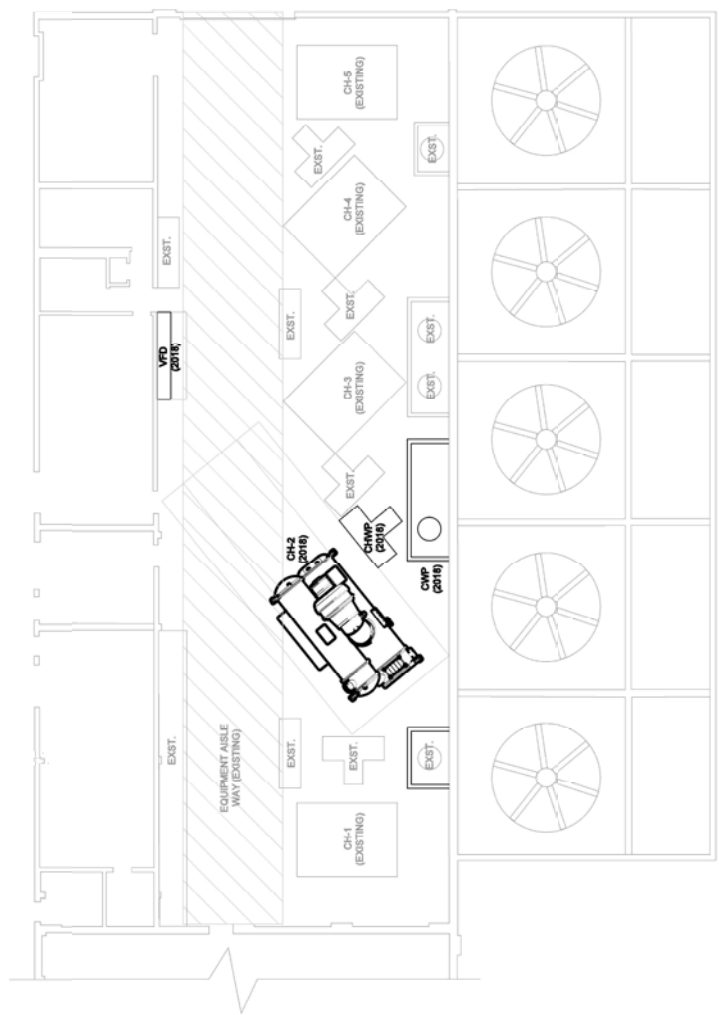 CH-5
(EXISTING)
EXST.
EXST.
CH-4
(EXISTING)
EXST.
EXST.
EXST.
EXST.
VFD
(2018)
EXST.
CH-3
(EXISTING)
EXST.
CH-2
(2018)
CHWP
(2018)
CWP
(2018)
EXST.
EQUIPMENT AISLE
WAY (EXISTING)
EXST.
EXST.
EXST.
CH-1
(EXISTING)